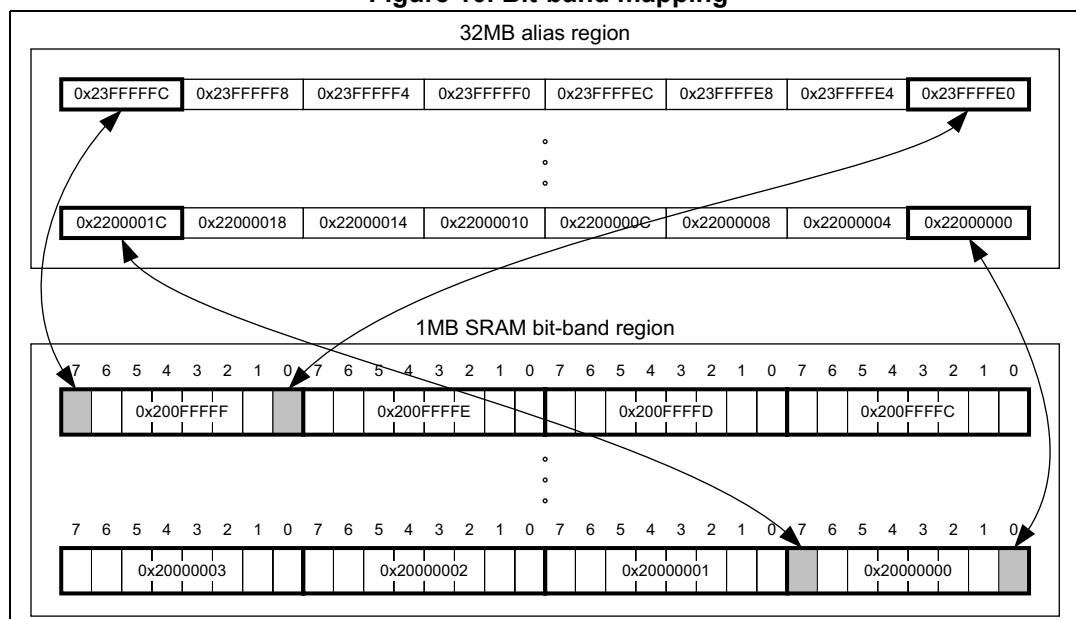 Figure 16. Bit-band mapping
32MB alias region
0x23FFFFFC 0x23FFFFF8 0x23FFFFF4 0x23FFFFF0 0x23FFFFEC 0x23FFFFE8 0x23FFFFE4 0x23FFFFE0
0x2200001C 0x22000018 0x22000014 0x22000010 0x2200000C 0x22000008 0x22000004 0x22000000
1MB SRAM bit-band region
7 6 5 4 3 2 1 0 7 6 5 4 3 2 1 0 7 6 5 4 3 2 1 0 7 6 5 4 3 2 1 0
0x200FFFFF 0x200FFFFE 0x200FFFFD 0x200FFFFC
7 6 5 4 3 2 1 0 7 6 5 4 3 2 1 0 7 6 5 4 3 2 1 0 7 6 5 4 3 2 1 0
0x20000003 0x20000002 0x20000001 0x20000000